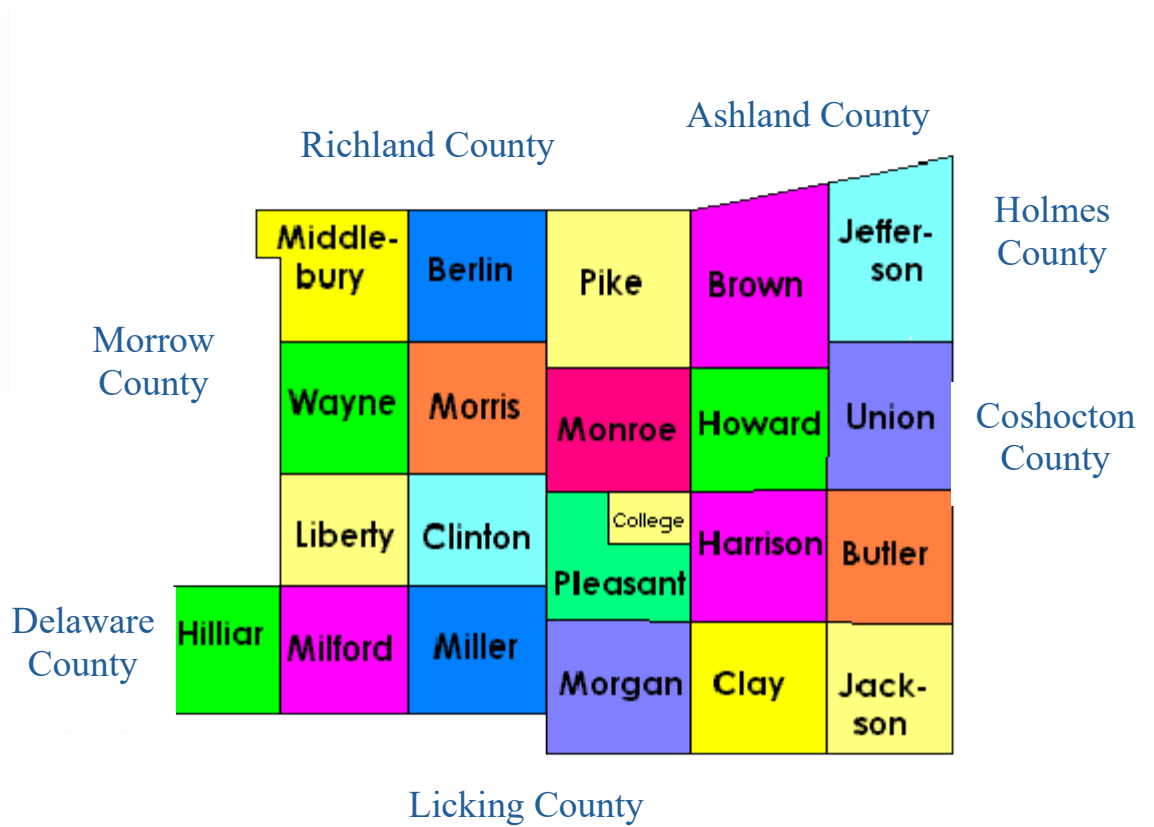 Ashland County
Richland County
Holmes
County
Middle-
bury
Berlin
Pike
Brown
Jeffer-
son
Morrow
County
Wayne
Morris
Monroe
Howard
Union
Coshocton
County
Liberty
Clinton
College
Pleasant
Harrison
Butler
Delaware
County
Hilliar
Milford
Miller
Morgan
Clay
Jack-
son
Licking County